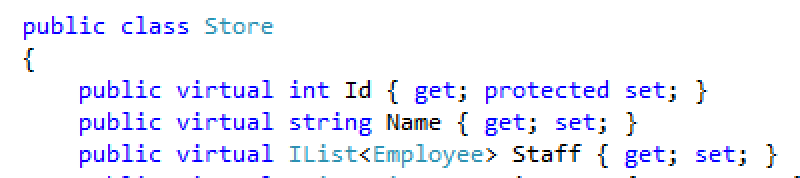 public class Store
{
    public virtual int Id { get; protected set; }
    public virtual string Name { get; set; }
    public virtual IList<Employee> Staff { get; set; }